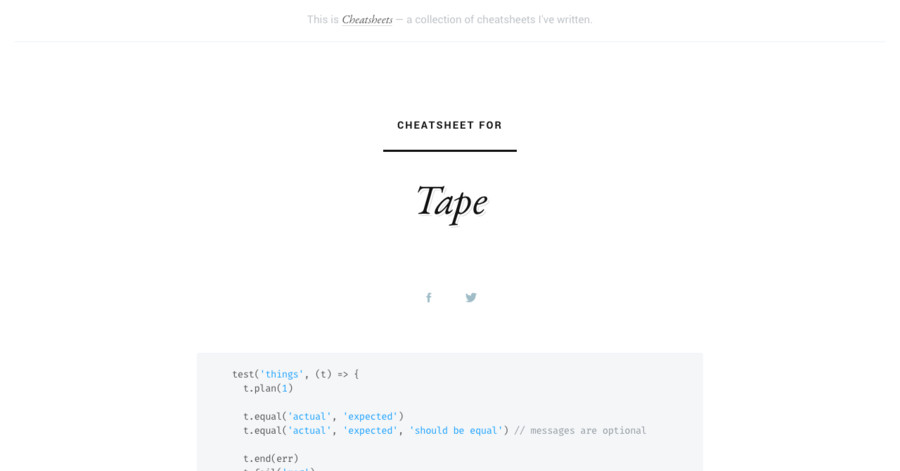 This is Cheatsheets — a collection of cheatsheets I've written.
CHEATSHEET FOR
Tape
test('things', (t) => {
t.plan(1)
t.equal('actual', 'expected')
t.equal('actual', 'expected', 'should be equal') // messages are optional
t.end(err)